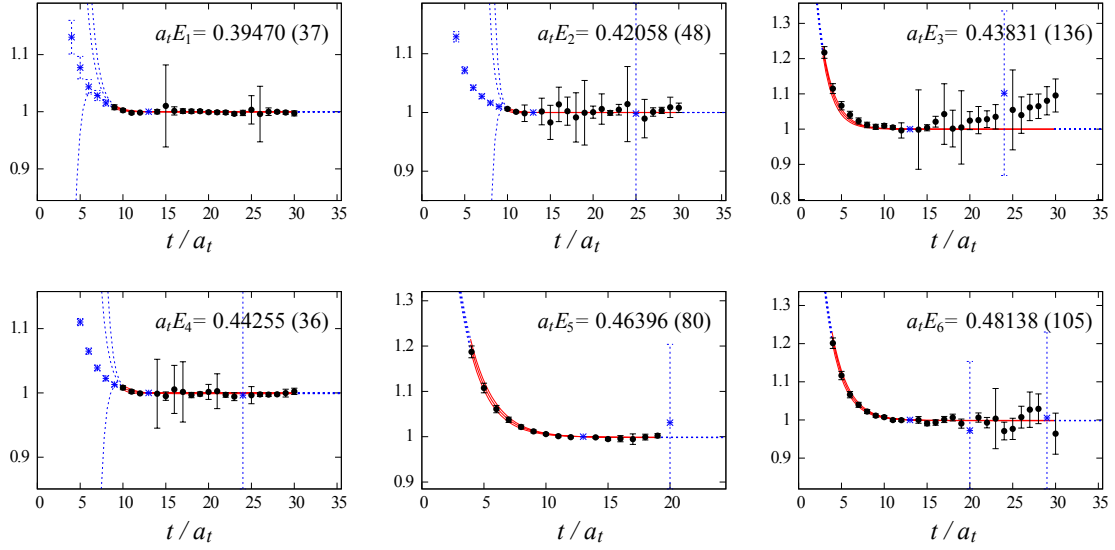 a_tE_1= 0.39470 (37)
1.1
1
0.9
0 5 10 15 20 25 30 35
t / a_t
a_tE_2= 0.42058 (48)
1.1
1
0.9
0 5 10 15 20 25 30 35
t / a_t
a_tE_3= 0.43831 (136)
1.3
1.2
1.1
1
0.9
0.8
0 5 10 15 20 25 30 35
t / a_t
a_tE_4= 0.44255 (36)
1.1
1
0.9
0 5 10 15 20 25 30 35
t / a_t
a_tE_5= 0.46396 (80)
1.3
1.2
1.1
1
0.9
0 5 10 15 20
t / a_t
a_tE_6= 0.48138 (105)
1.3
1.2
1.1
1
0.9
0 5 10 15 20 25 30 35
t / a_t